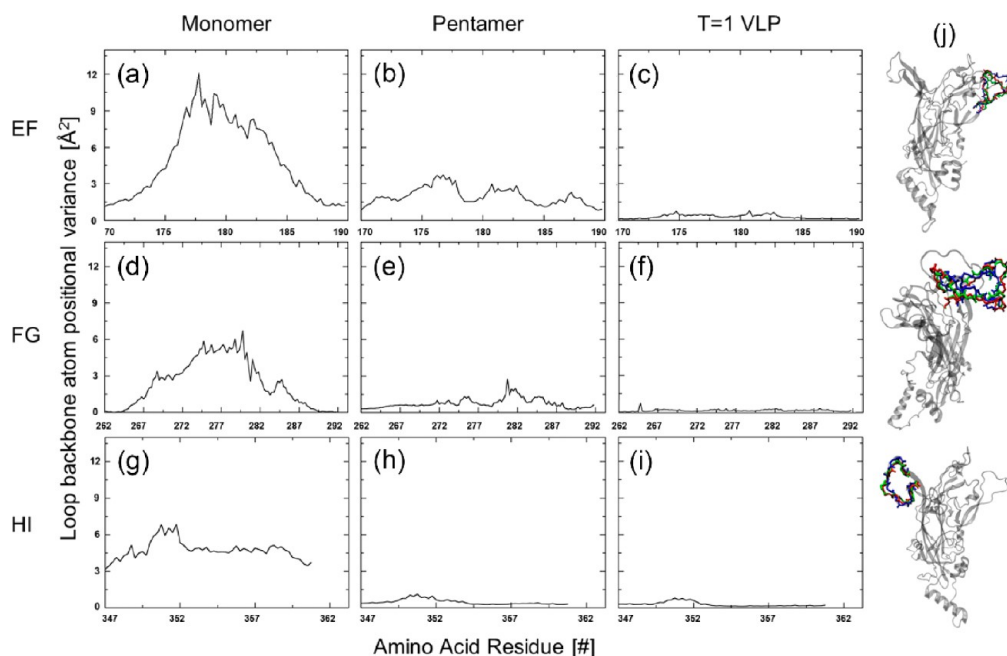 Monomer Pentamer T=1 VLP (j)
EF
FG
HI
Loop backbone atom positional variance [Å²]
(a) (b) (c)
12
9
6
3
0
70 175 180 185 190 170 175 180 185 190 170 175 180 185 190
(d) (e) (f)
12
9
6
3
0
262 267 272 277 282 287 292 262 267 272 277 282 287 292 262 267 272 277 282 287 292
(g) (h) (i)
12
9
6
3
0
347 352 357 362 347 352 357 362 347 352 357 362
Amino Acid Residue [#]